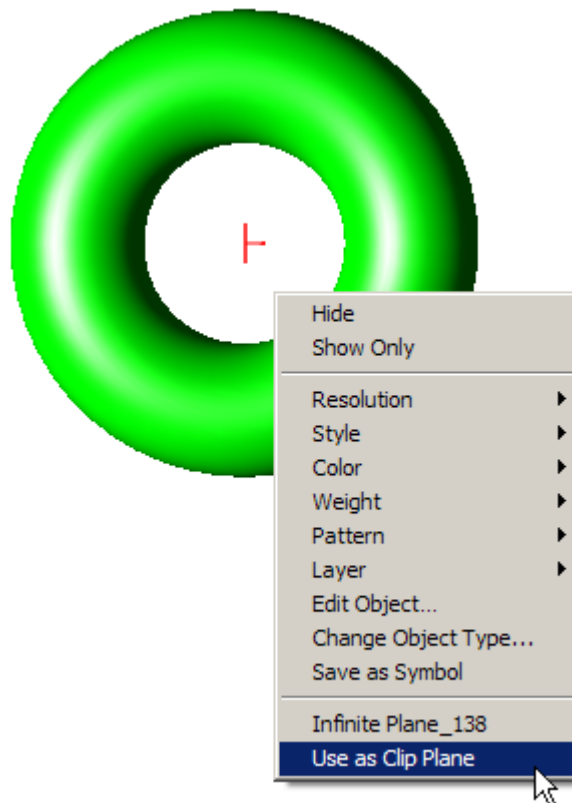 Hide
Show Only
Resolution
Style
Color
Weight
Pattern
Layer
Edit Object...
Change Object Type...
Save as Symbol
Infinite Plane_138
Use as Clip Plane